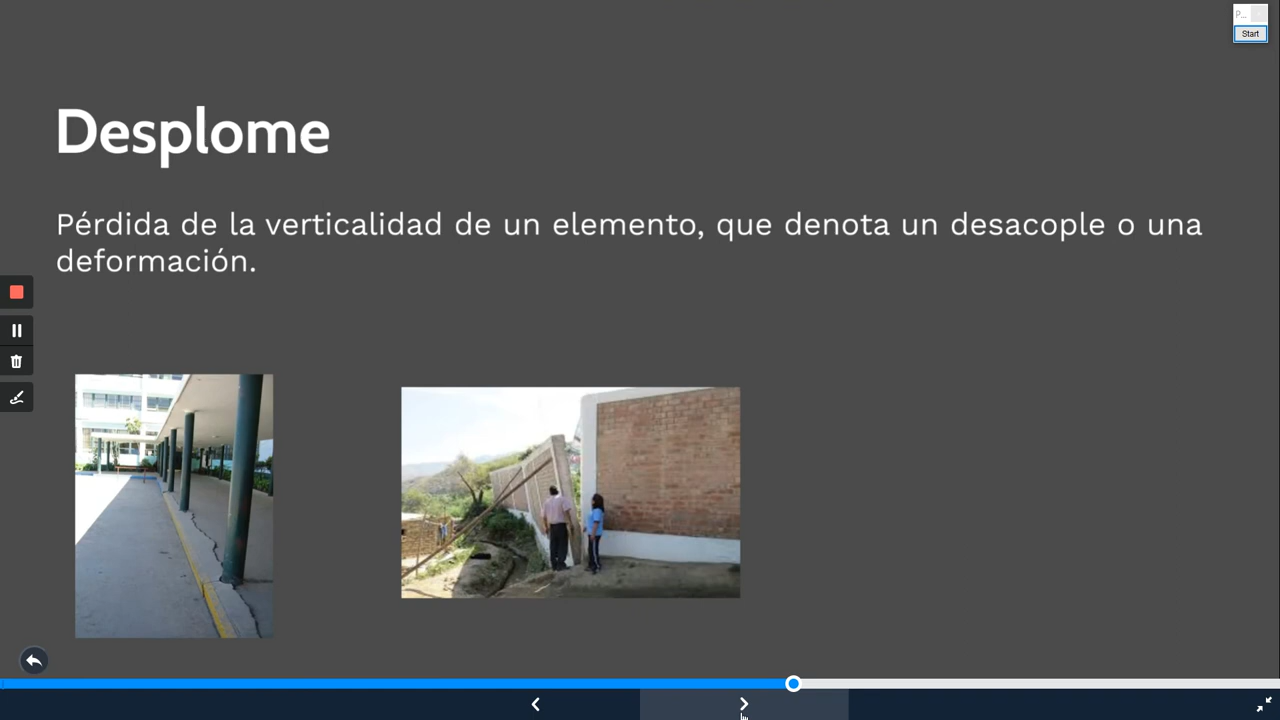 P...
Start
Desplome
Pérdida de la verticalidad de un elemento, que denota un desacople o una
deformación.